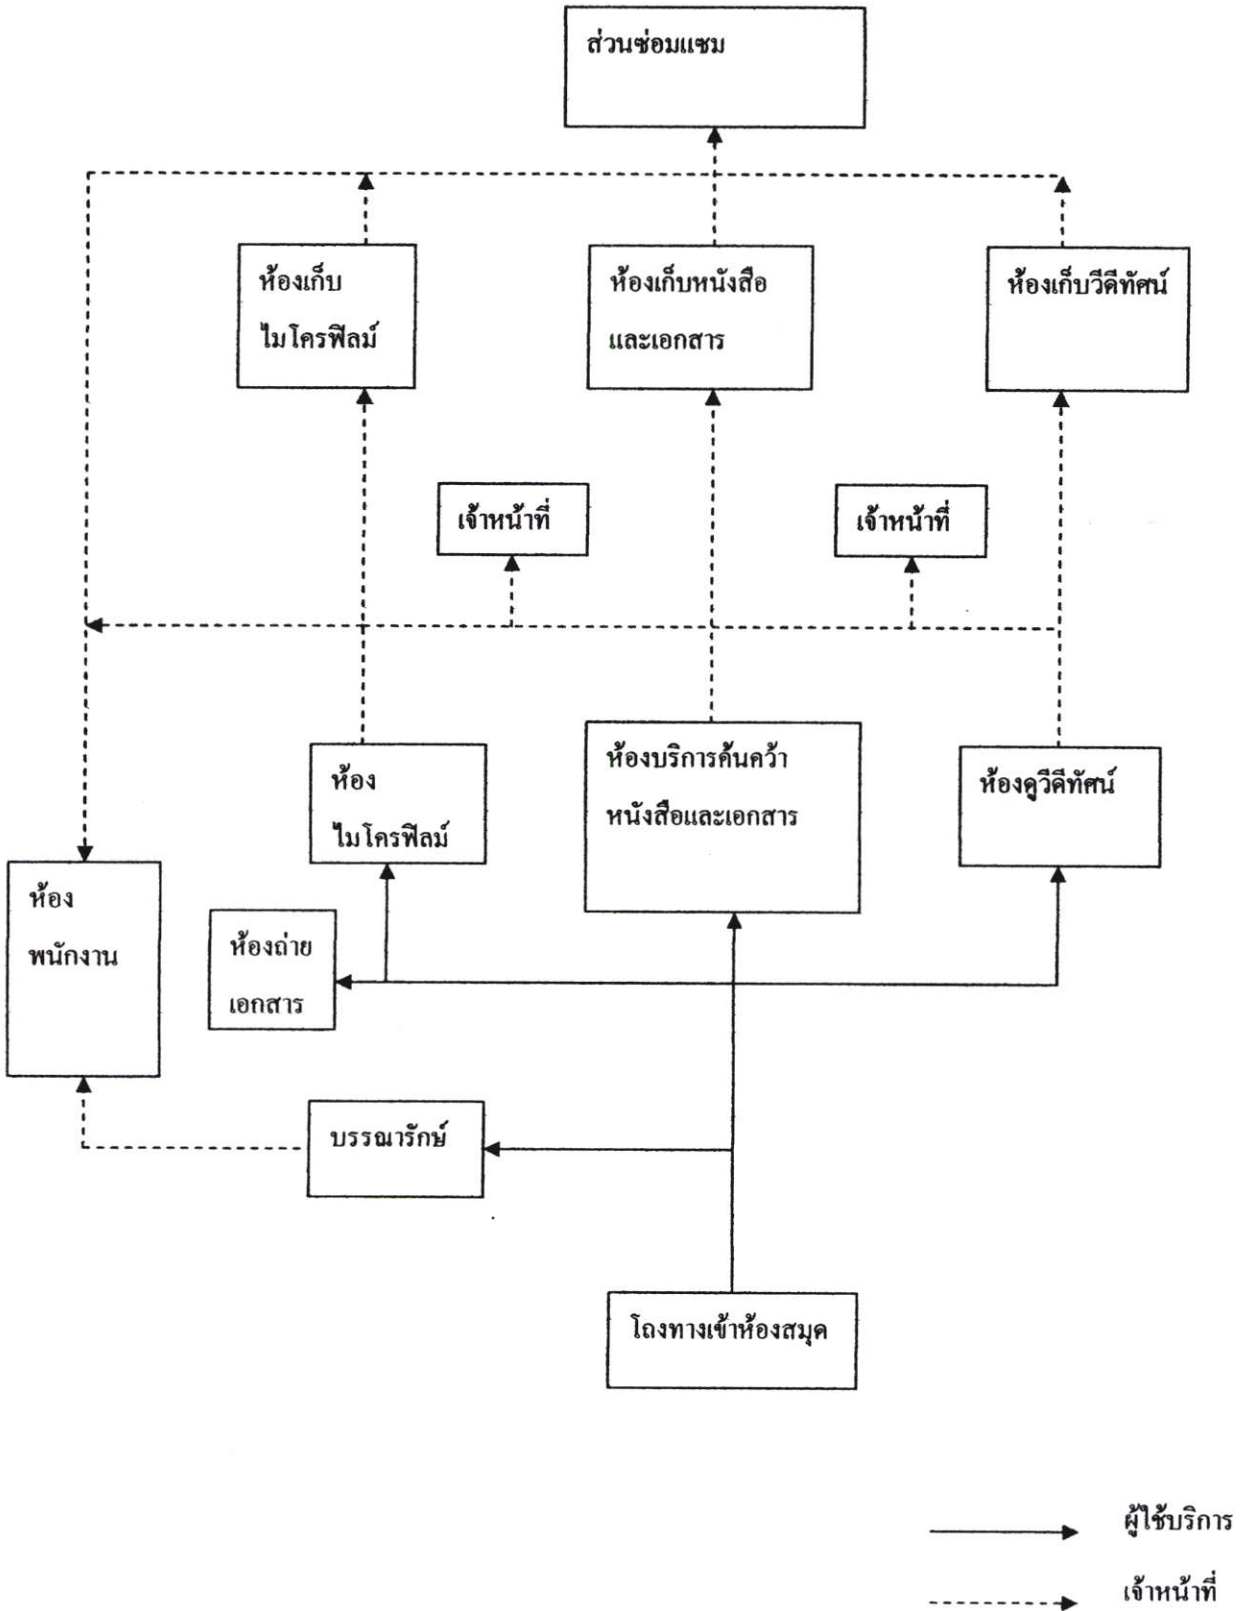 ส่วนซ่อมแซม
ห้องเก็บ
ไมโครฟิลม์
ห้องเก็บหนังสือ
และเอกสาร
ห้องเก็บวีดีทัศน์
เจ้าหน้าที่
เจ้าหน้าที่
ห้อง
ไมโครฟิลม์
ห้องบริการค้นคว้า
หนังสือและเอกสาร
ห้องดูวีดีทัศน์
ห้อง
พนักงาน
ห้องถ่าย
เอกสาร
บรรณารักษ์
โถงทางเข้าห้องสมุด
ผู้ใช้บริการ
เจ้าหน้าที่